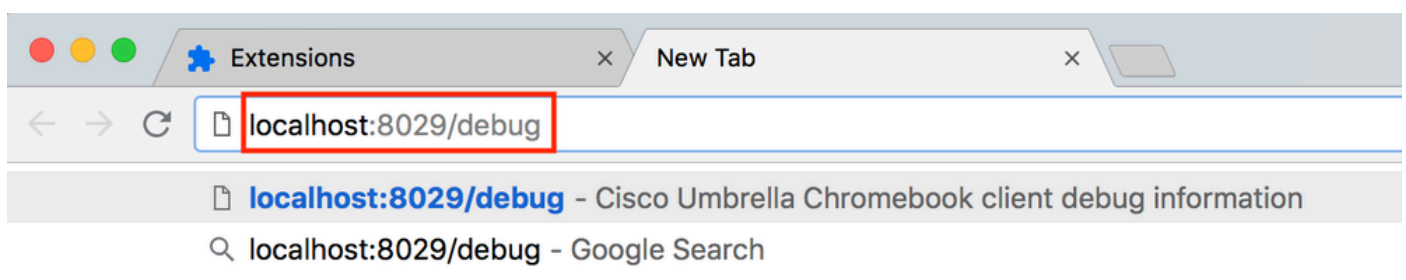 Extensions × New Tab ×
localhost:8029/debug
localhost:8029/debug - Cisco Umbrella Chromebook client debug information
localhost:8029/debug - Google Search